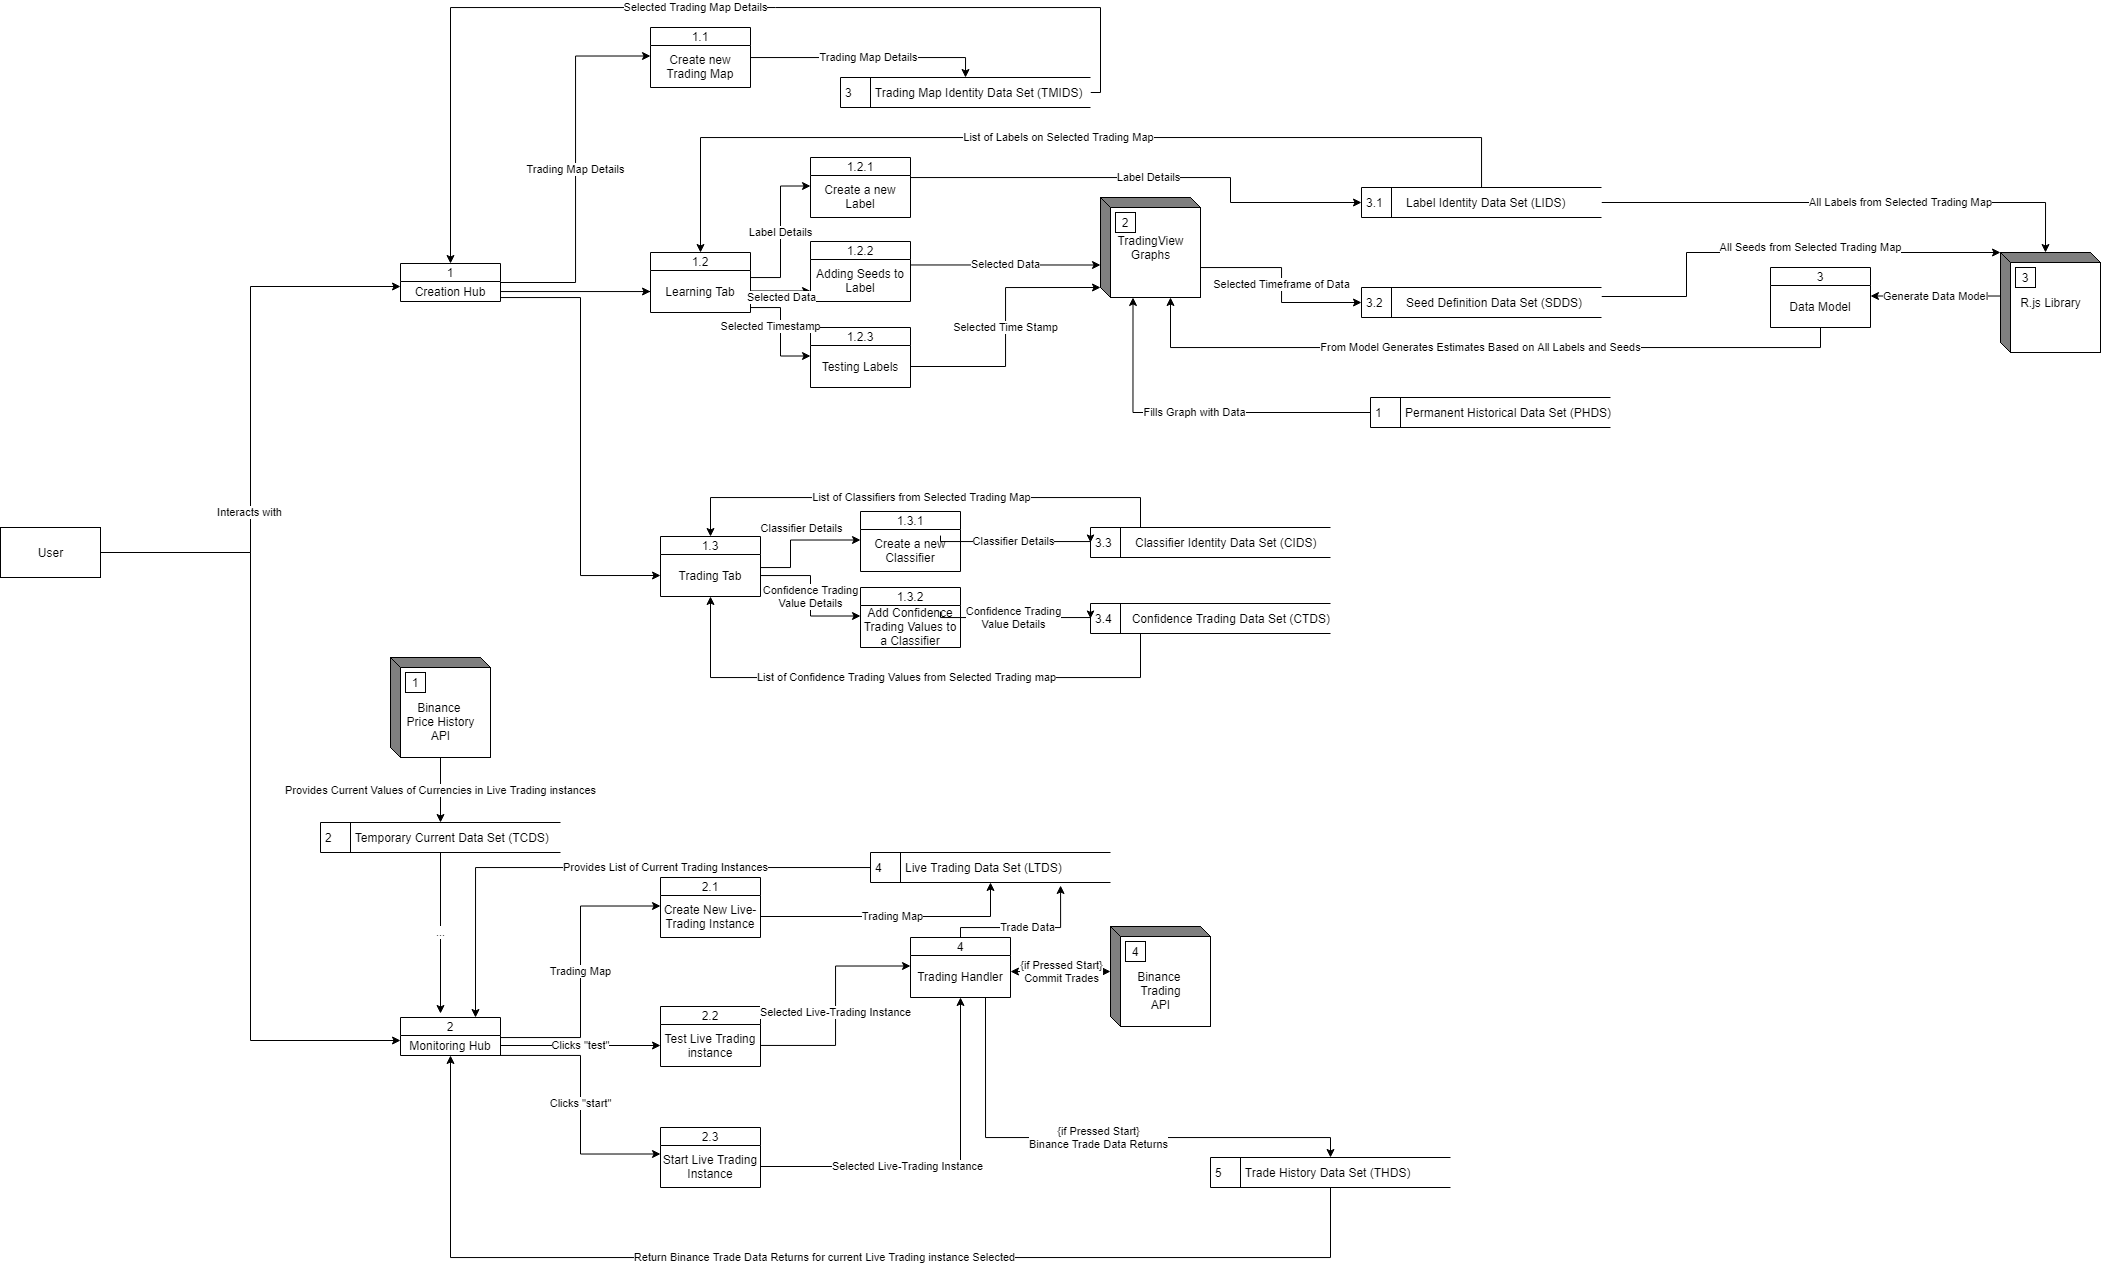 Selected Trading Map Details
1.1
Create new
Trading Map
Trading Map Details
3
Trading Map Identity Data Set (TMIDS)
Trading Map Details
List of Labels on Selected Trading Map
1.2.1
Create a new
Label
Label Details
3.1
Label Identity Data Set (LIDS)
All Labels from Selected Trading Map
2
TradingView
Graphs
Label Details
1.2.2
Adding Seeds to
Label
Selected Data
All Seeds from Selected Trading Map
1
Creation Hub
1.2
Learning Tab
Selected Data
Selected Timeframe of Data
3.2
Seed Definition Data Set (SDDS)
3
Data Model
Generate Data Model
3
R.js Library
Selected Timestamp
1.2.3
Testing Labels
Selected Time Stamp
From Model Generates Estimates Based on All Labels and Seeds
Fills Graph with Data
1
Permanent Historical Data Set (PHDS)
Interacts with
User
List of Classifiers from Selected Trading Map
1.3
Trading Tab
Classifier Details
1.3.1
Create a new
Classifier
Classifier Details
3.3
Classifier Identity Data Set (CIDS)
Confidence Trading
Value Details
1.3.2
Add Confidence
Trading Values to
a Classifier
Confidence Trading
Value Details
3.4
Confidence Trading Data Set (CTDS)
List of Confidence Trading Values from Selected Trading map
1
Binance
Price History
API
Provides Current Values of Currencies in Live Trading instances
2
Temporary Current Data Set (TCDS)
...
Provides List of Current Trading Instances
4
Live Trading Data Set (LTDS)
2.1
Create New Live-
Trading Instance
Trading Map
Trade Data
Trading Map
4
Trading Handler
{if Pressed Start}
Commit Trades
4
Binance
Trading
API
2
Monitoring Hub
Clicks "test"
2.2
Test Live Trading
instance
Selected Live-Trading Instance
Clicks "start"
2.3
Start Live Trading
Instance
Selected Live-Trading Instance
{if Pressed Start}
Binance Trade Data Returns
5
Trade History Data Set (THDS)
Return Binance Trade Data Returns for current Live Trading instance Selected